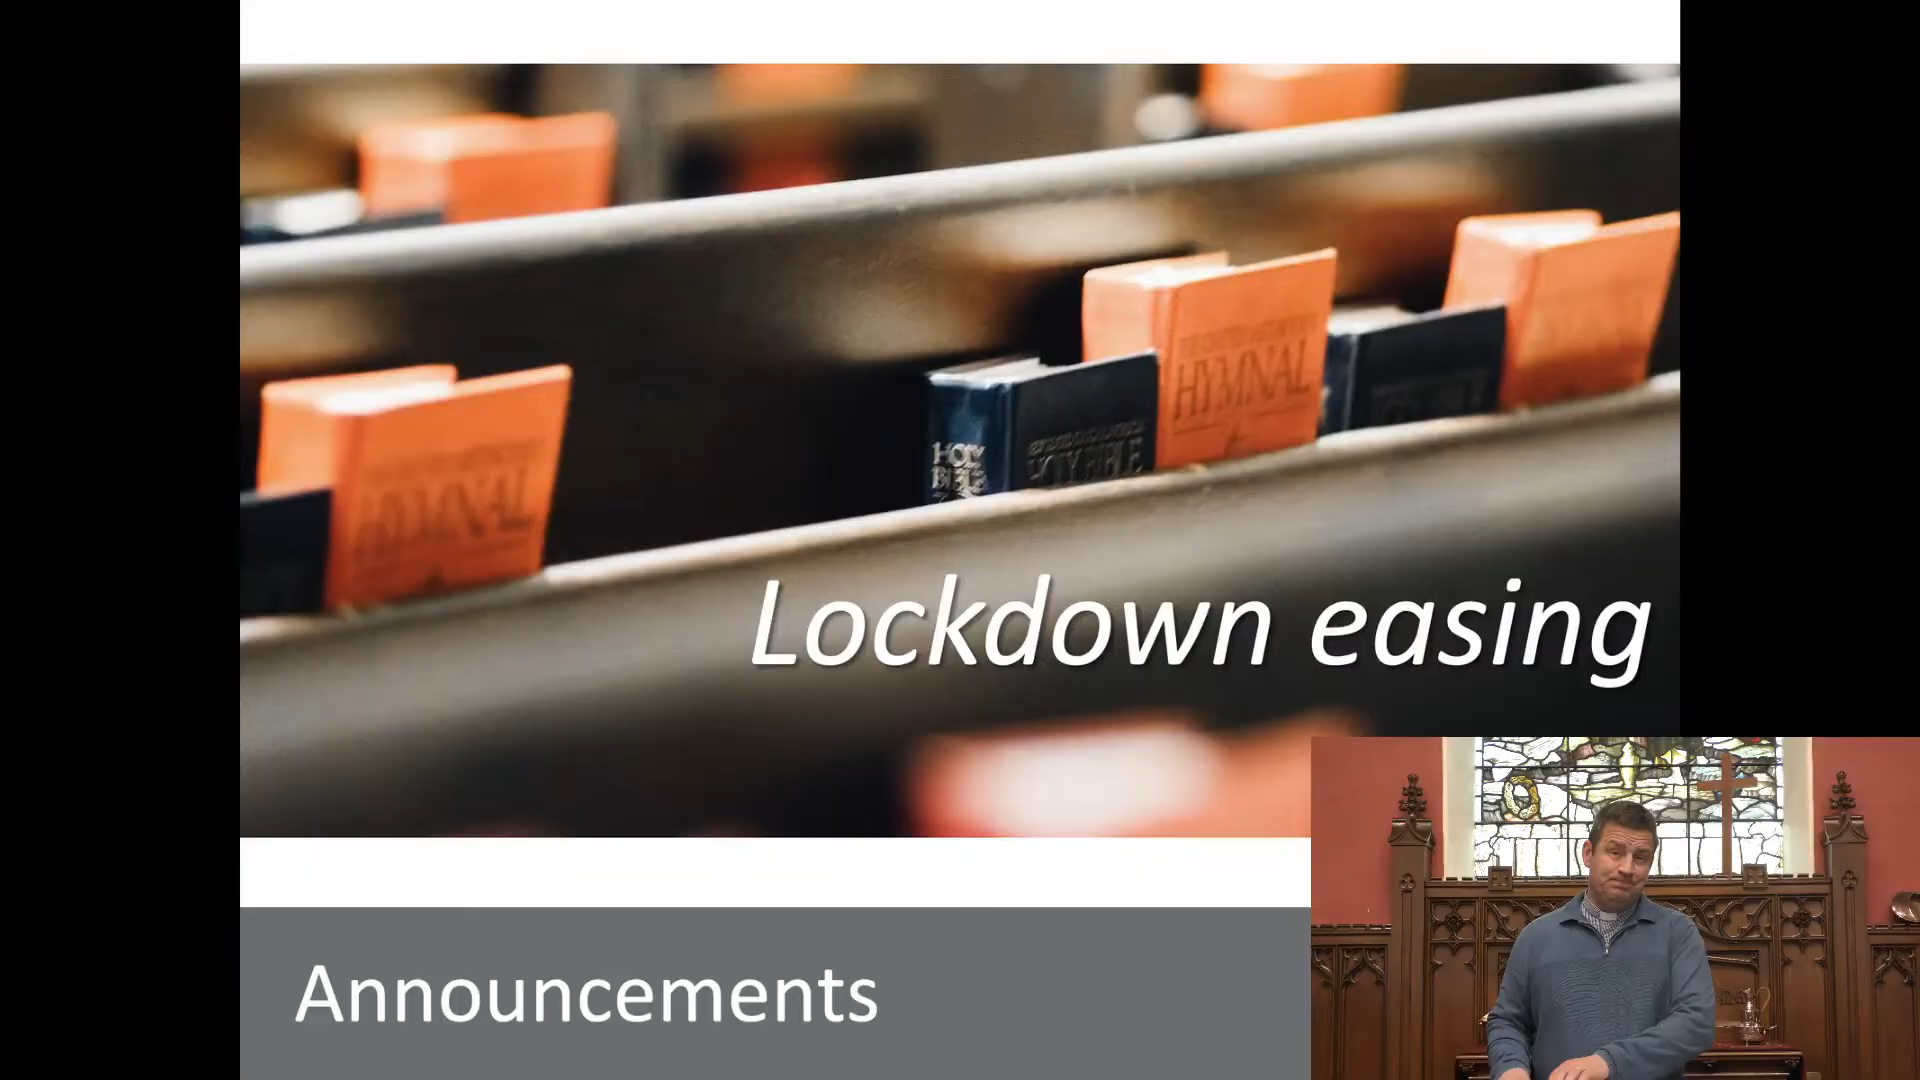 HYMNAL
HOLY
BIBLE
HOLY BIBLE
HYMNAL
Lockdown easing
Announcements